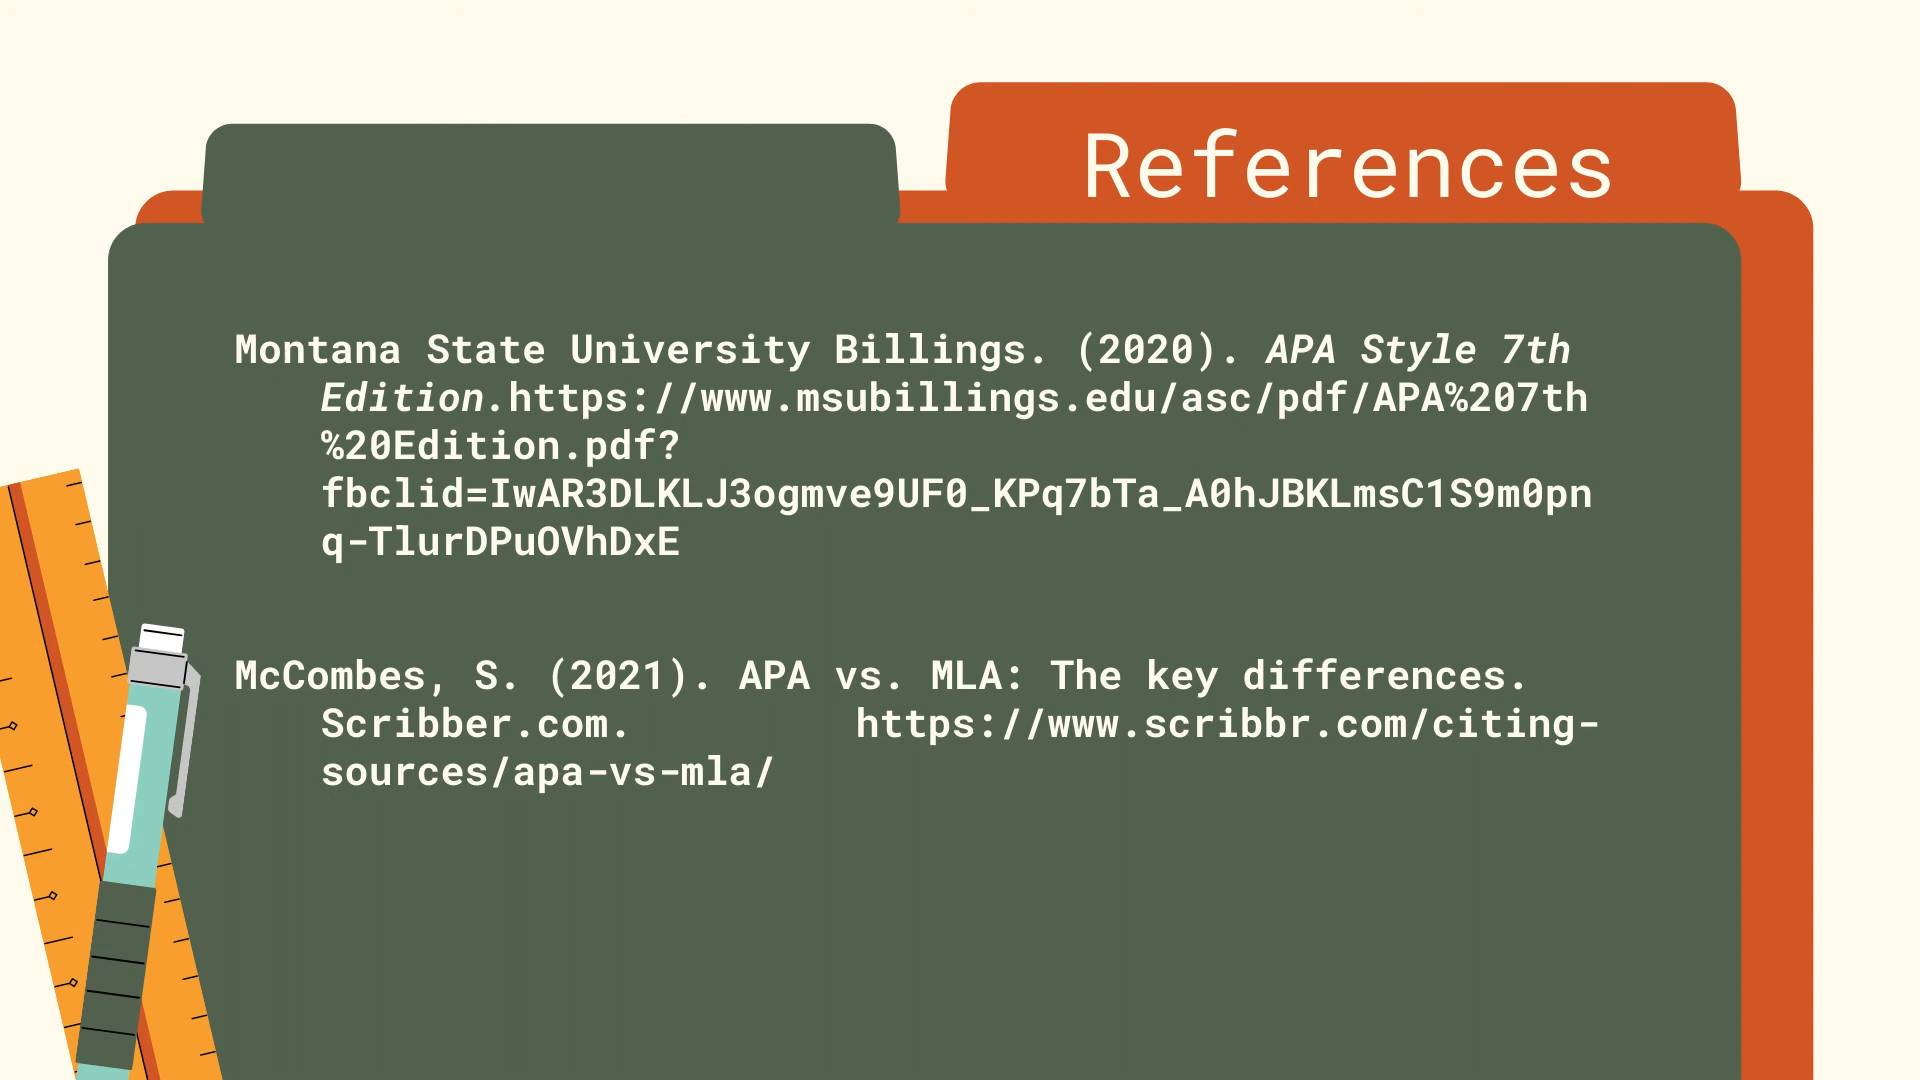 References
Montana State University Billings. (2020). APA Style 7th
Edition.https://www.msubillings.edu/asc/pdf/APA%207th
%20Edition.pdf?
fbclid=IwAR3DLKLJ3ogmve9UF0_KPq7bTa_A0hJBKLmsC1S9m0pn
q-TlurDPuOVhDxE
McCombes, S. (2021). APA vs. MLA: The key differences.
Scribber.com. https://www.scribbr.com/citing-
sources/apa-vs-mla/